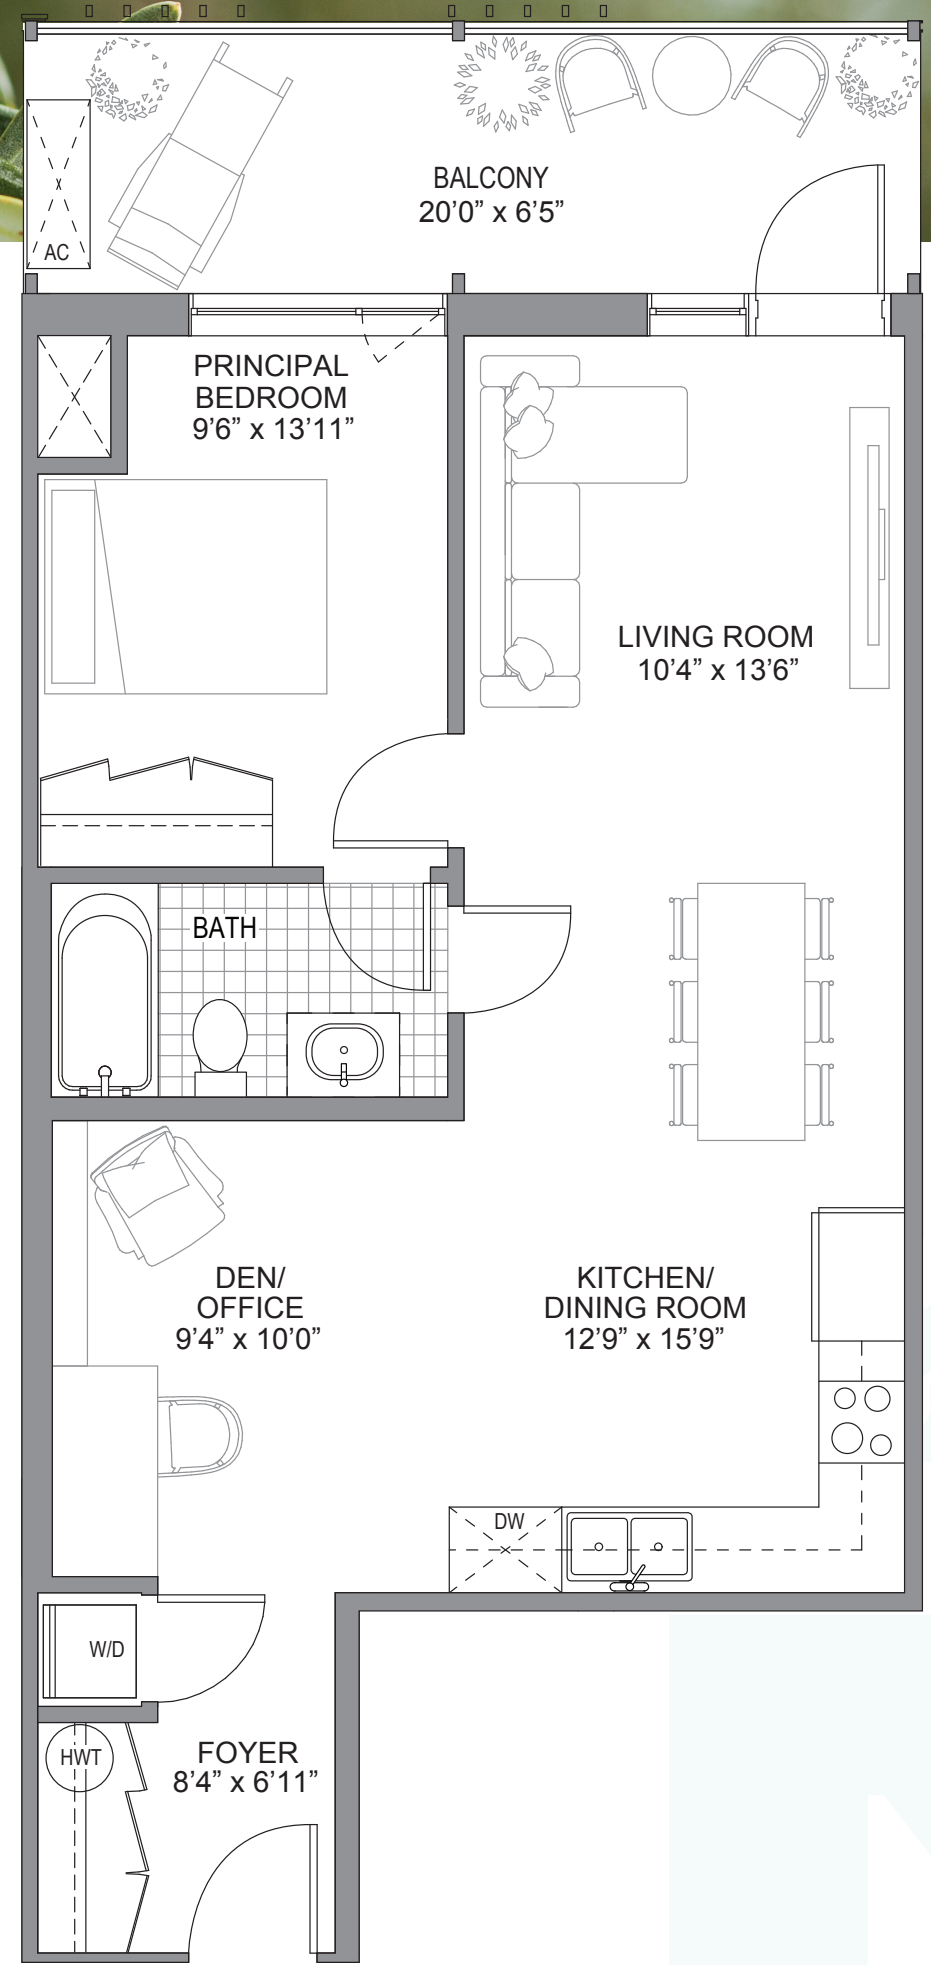 BALCONY
20’0” x 6’5”
AC
PRINCIPAL
BEDROOM
9’6” x 13’11”
LIVING ROOM
10’4” x 13’6”
BATH
DEN/
OFFICE
9’4” x 10’0”
KITCHEN/
DINING ROOM
12’9” x 15’9”
DW
W/D
HWT
FOYER
8’4” x 6’11”